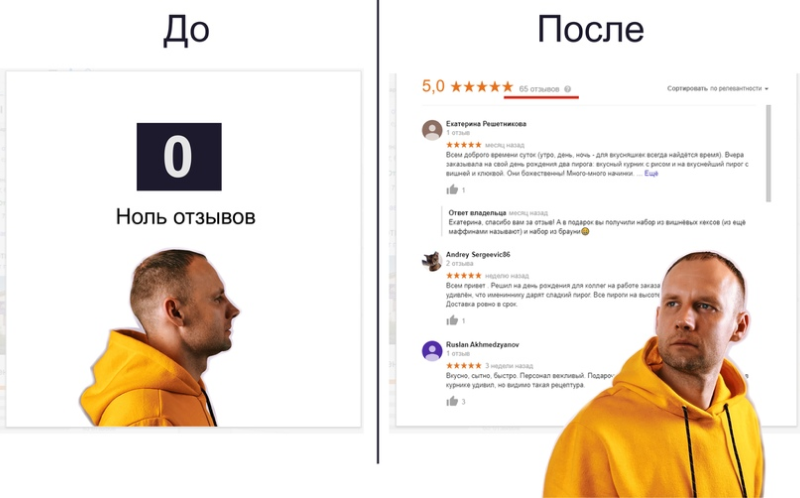 До
0
Ноль отзывов
После
5,0 65 отзывов
Сортировать по релевантности
Екатерина Решетникова
1 отзыв
месяц назад
Всем доброго времени суток (утро, день, ночь - для вкусняшек всегда найдётся время). Вчера
заказывала на свой день рождения два пирога: вкусный курник с рисом и на вкуснейший пирог с
вишней и клюквой. Они божественны! Много-много начинки. ... Ещё
1
Ответ владельца месяц назад
Екатерина, спасибо вам за отзыв! А в подарок вы получили набор из вишнёвых кексов (из ещё
маффинами называют) и набор из брауни
Andrey Sergeevic86
2 отзыва
неделю назад
Всем привет . Решил на день рождения для коллег на работе заказа
удивлён, что имениннику дарят сладкий пирог. Все пироги на высот
Доставка ровно в срок.
1
Ruslan Akhmedzyanov
1 отзыв
3 недели назад
Вкусно, сытно, быстро. Персонал вежливый. Подаро
курнике удивил, но видимо такая рецептура.
3